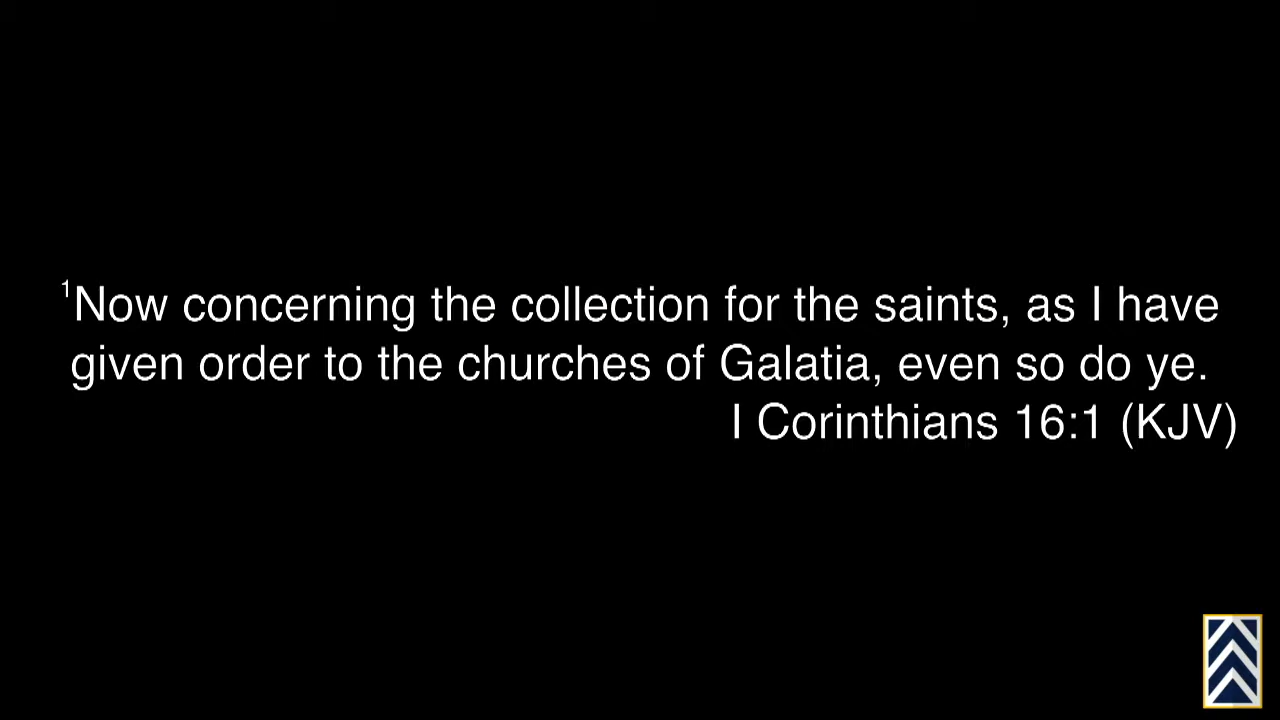 ¹Now concerning the collection for the saints, as I have
given order to the churches of Galatia, even so do ye.
I Corinthians 16:1 (KJV)